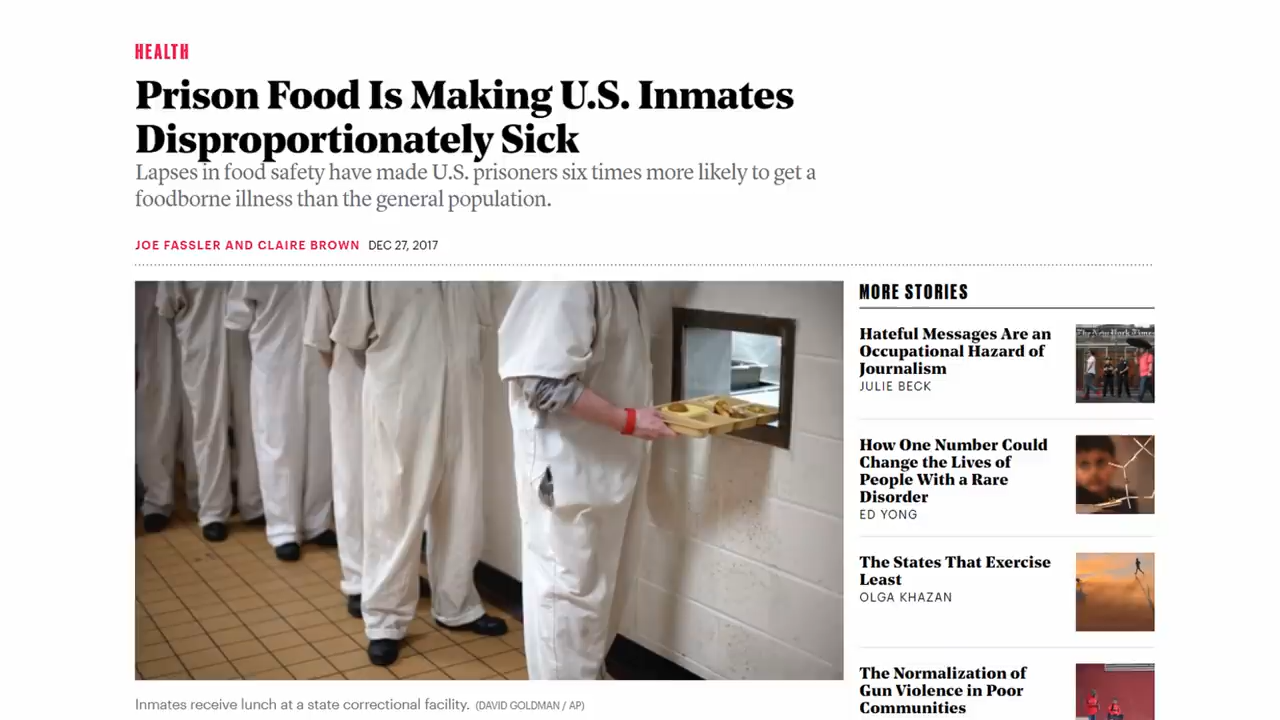 HEALTH
Prison Food Is Making U.S. Inmates
Disproportionately Sick
Lapses in food safety have made U.S. prisoners six times more likely to get a
foodborne illness than the general population.
JOE FASSLER AND CLAIRE BROWN DEC 27, 2017
Inmates receive lunch at a state correctional facility. (DAVID GOLDMAN / AP)
MORE STORIES
Hateful Messages Are an
Occupational Hazard of
Journalism
JULIE BECK
The New York Times
How One Number Could
Change the Lives of
People With a Rare
Disorder
ED YONG
The States That Exercise
Least
OLGA KHAZAN
The Normalization of
Gun Violence in Poor
Communities